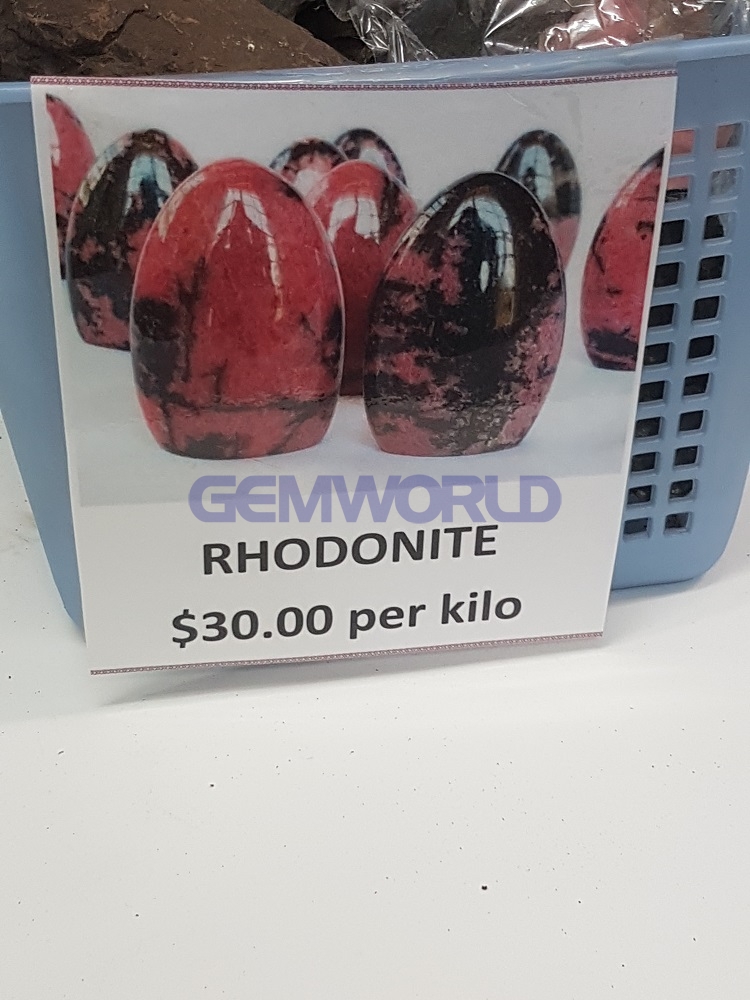 GEMWORLD
RHODONITE
$30.00 per kilo